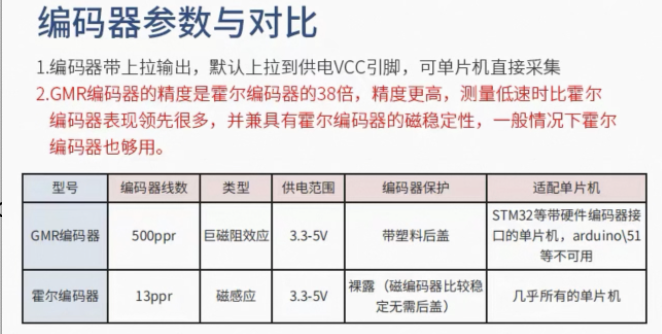 编码器参数与对比
1.编码器带上拉输出，默认上拉到供电VCC引脚，可单片机直接采集
2.GMR编码器的精度是霍尔编码器的38倍，精度更高，测量低速时比霍尔
编码器表现领先很多，并兼具有霍尔编码器的磁稳定性，一般情况下霍尔
编码器也够用。
型号 编码器线数 类型 供电范围 编码器保护 适配单片机
GMR编码器 500ppr 巨磁阻效应 3.3-5V 带塑料后盖 STM32等带硬件编码器接
口的单片机，arduino\51
等不可用
霍尔编码器 13ppr 磁感应 3.3-5V 裸露（磁编码器比较稳
定无需后盖） 几乎所有的单片机